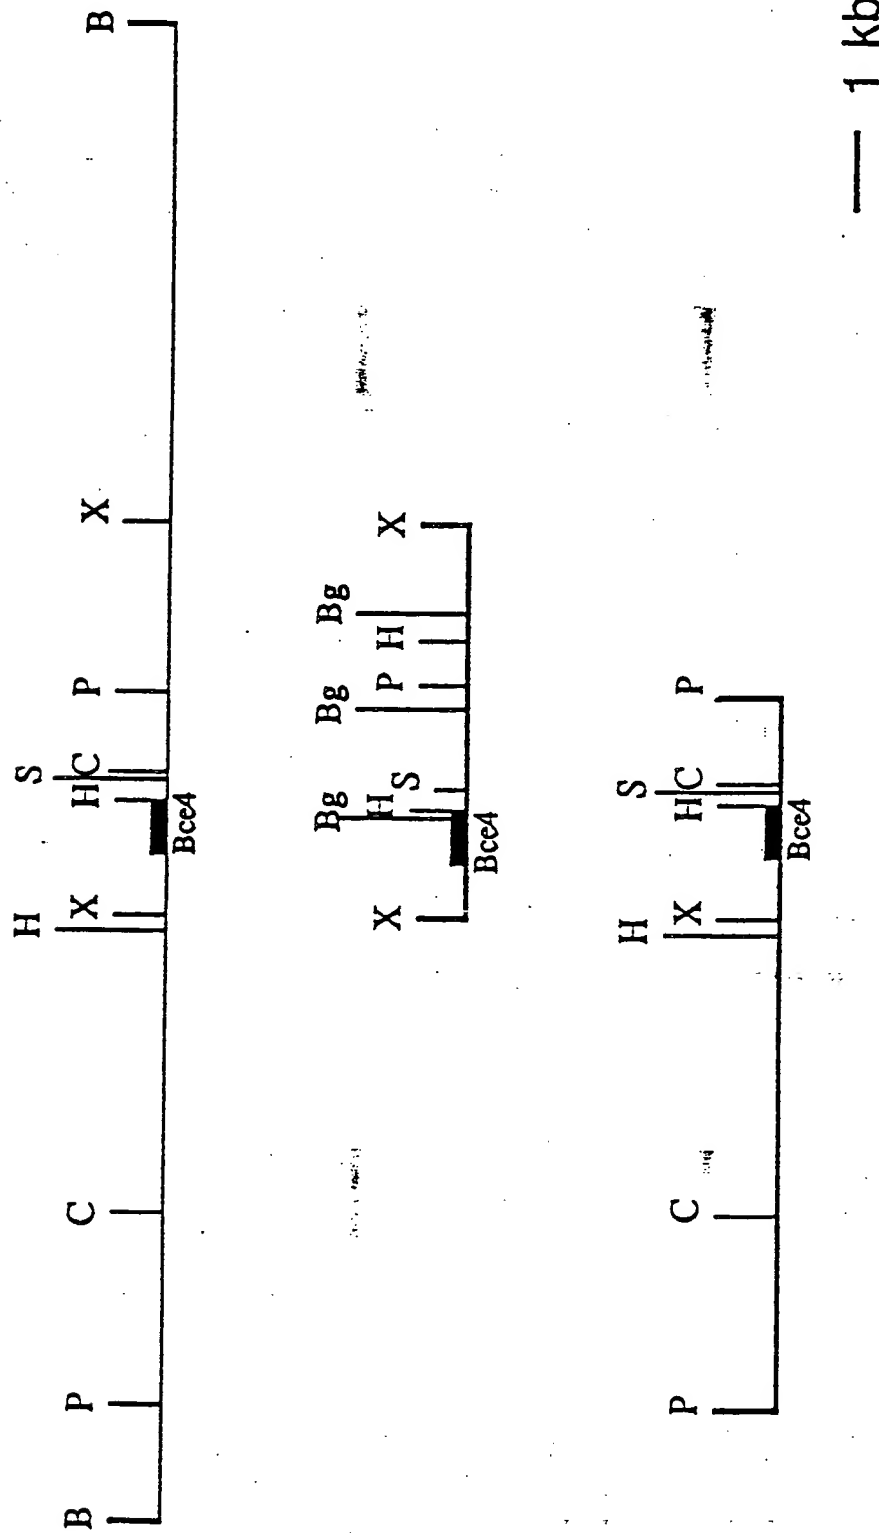 H S
B P C X H C P X B
Bce4
Bg Bg Bg
X H S P H X
Bce4
H S
P C X H C P
Bce4
1 kb